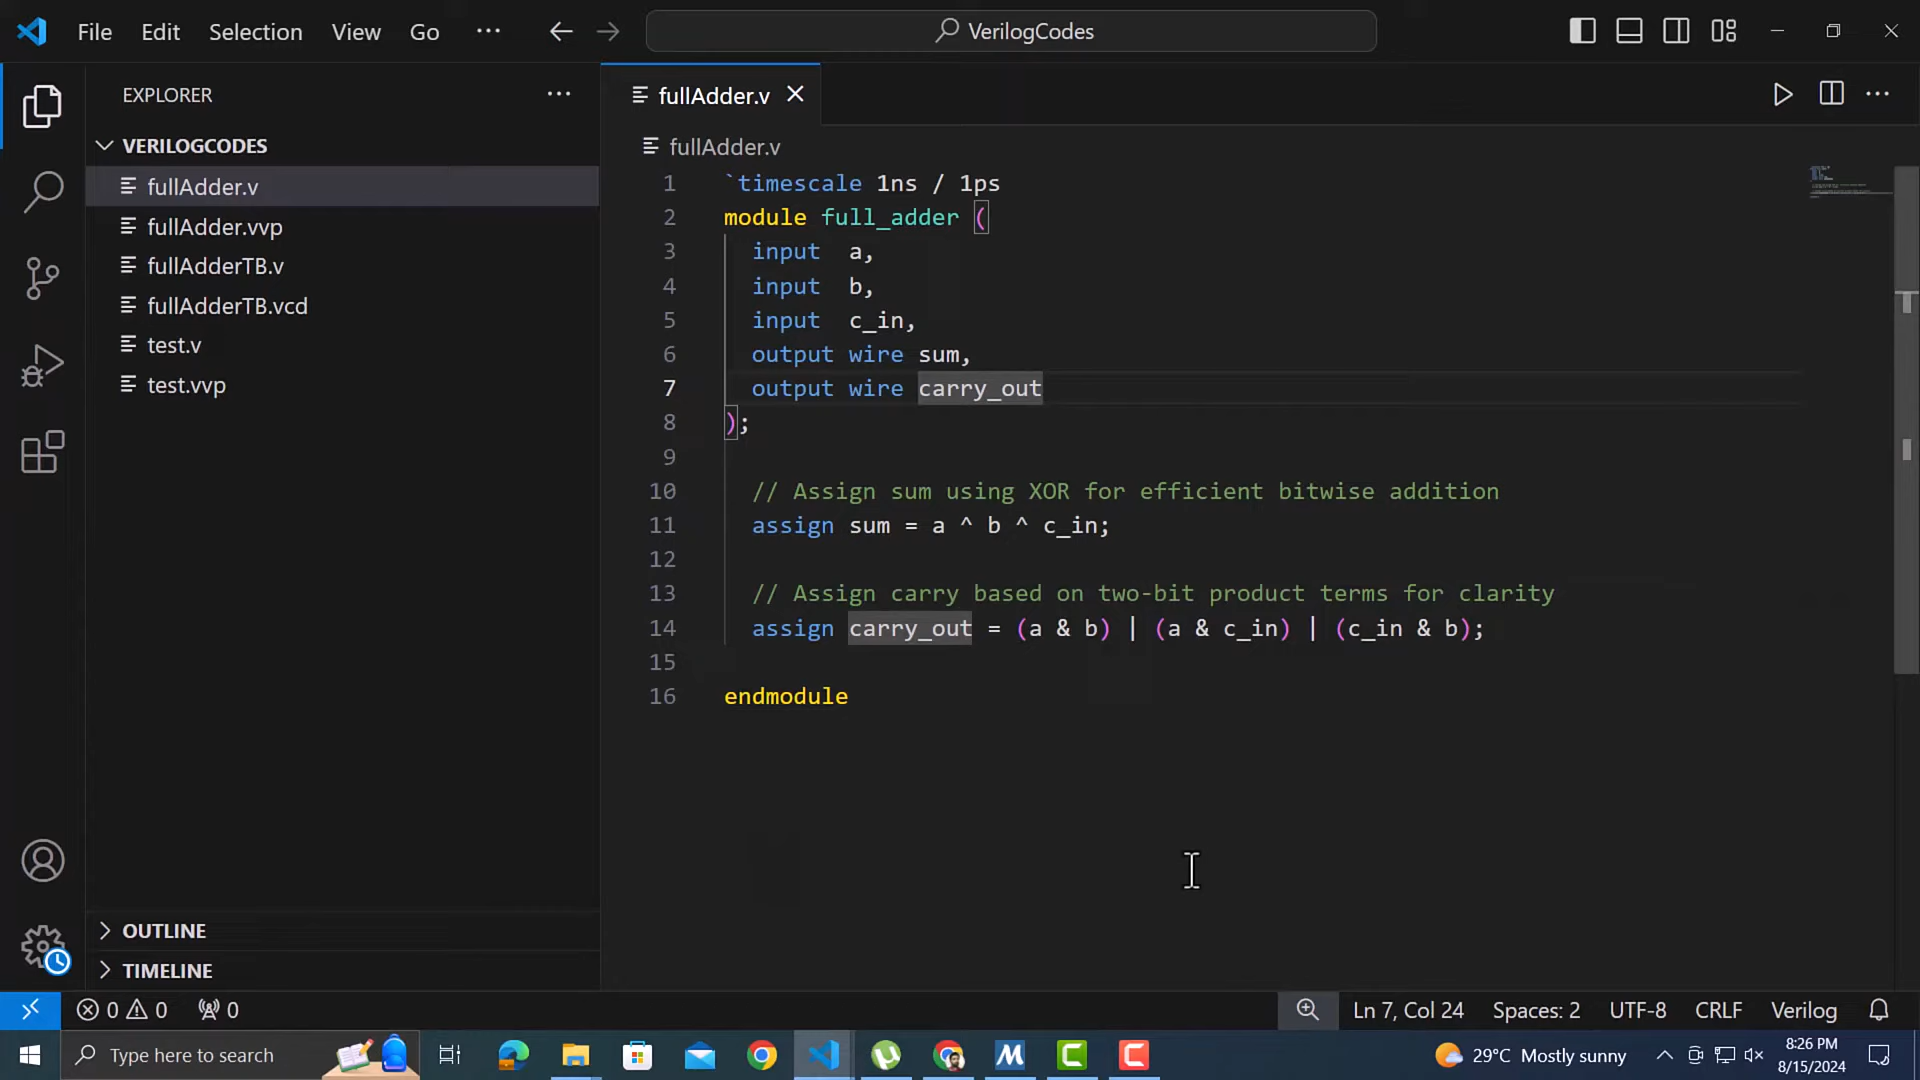 File Edit Selection View Go ···
VerilogCodes
EXPLORER ···
VERILOGCODES
fullAdder.v
fullAdder.vvp
fullAdderTB.v
fullAdderTB.vcd
test.v
test.vvp
OUTLINE
TIMELINE
fullAdder.v
fullAdder.v
1 `timescale 1ns / 1ps
2 module full_adder (
3 input  a,
4 input  b,
5 input  c_in,
6 output wire sum,
7 output wire carry_out
8 );
9
10 // Assign sum using XOR for efficient bitwise addition
11 assign sum = a ^ b ^ c_in;
12
13 // Assign carry based on two-bit product terms for clarity
14 assign carry_out = (a & b) | (a & c_in) | (c_in & b);
15
16 endmodule
0 0 0 Ln 7, Col 24 Spaces: 2 UTF-8 CRLF Verilog
Type here to search
29°C Mostly sunny
8:26 PM
8/15/2024